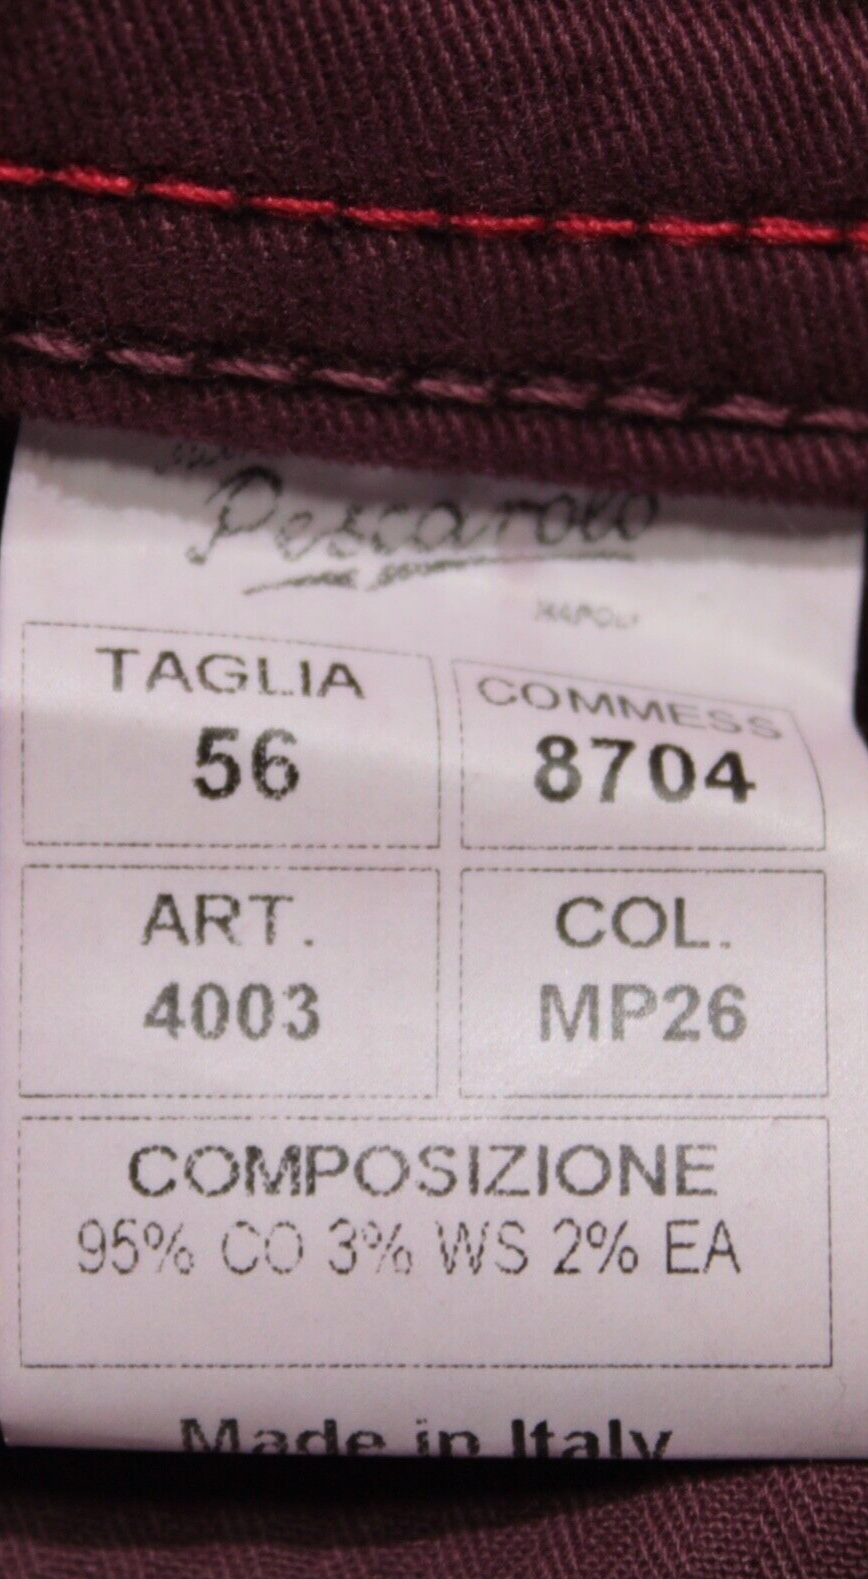 Pescarolo
NAPOLI
TAGLIA
56
COMMESS
8704
ART.
4003
COL.
MP26
COMPOSIZIONE
95% CO 3% WS 2% EA
Made in Italy